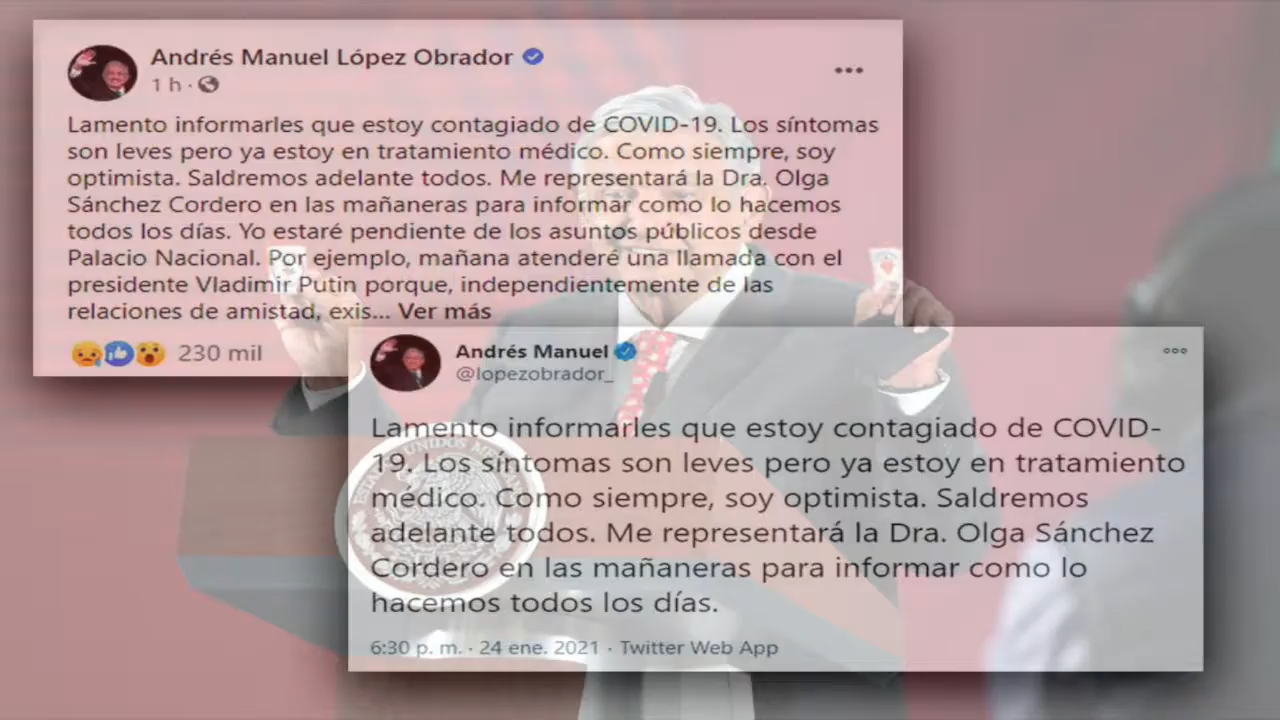 Andrés Manuel López Obrador
1 h ·
Lamento informarles que estoy contagiado de COVID-19. Los síntomas
son leves pero ya estoy en tratamiento médico. Como siempre, soy
optimista. Saldremos adelante todos. Me representará la Dra. Olga
Sánchez Cordero en las mañaneras para informar como lo hacemos
todos los días. Yo estaré pendiente de los asuntos públicos desde
Palacio Nacional. Por ejemplo, mañana atenderé una llamada con el
presidente Vladimir Putin porque, independientemente de las
relaciones de amistad, exis... Ver más
230 mil
Andrés Manuel
@lopezobrador_
Lamento informarles que estoy contagiado de COVID-
19. Los síntomas son leves pero ya estoy en tratamiento
médico. Como siempre, soy optimista. Saldremos
adelante todos. Me representará la Dra. Olga Sánchez
Cordero en las mañaneras para informar como lo
hacemos todos los días.
6:30 p. m. · 24 ene. 2021 · Twitter Web App
UNIDOS